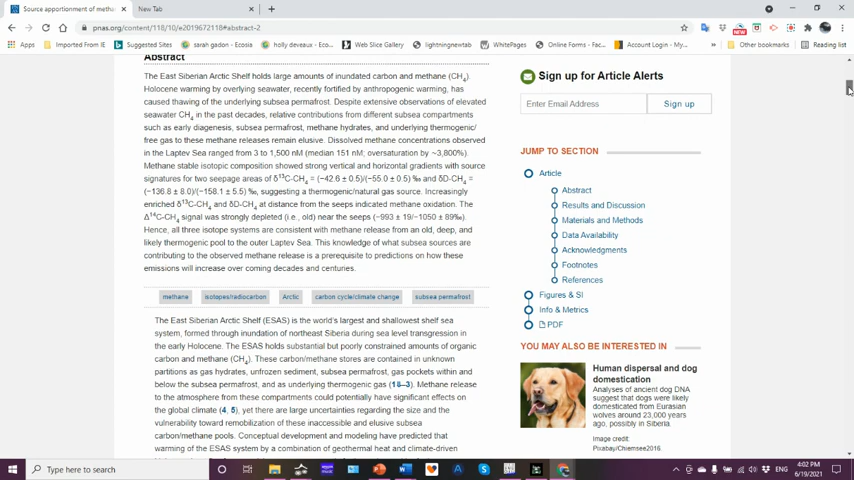 Source apportionment of metha
New Tab
pnas.org/content/118/10/e2019672118#abstract-2
Apps
Imported From IE
Suggested Sites
sarah gadon - Ecosia
holly deveaux - Ecosi...
Web Slice Gallery
lightningnewtab
WhitePages
Online Forms - Fac...
Account Login - My...
Other bookmarks
Reading list
Abstract
The East Siberian Arctic Shelf holds large amounts of inundated carbon and methane (CH4).
Holocene warming by overlying seawater, recently fortified by anthropogenic warming, has
caused thawing of the underlying subsea permafrost. Despite extensive observations of elevated
seawater CH4 in the past decades, relative contributions from different subsea compartments
such as early diagenesis, subsea permafrost, methane hydrates, and underlying thermogenic/
free gas to these methane releases remain elusive. Dissolved methane concentrations observed
in the Laptev Sea ranged from 3 to 1,500 nM (median 151 nM; oversaturation by ~3,800%).
Methane stable isotopic composition showed strong vertical and horizontal gradients with source
signatures for two seepage areas of δ13C-CH4 = (−42.6 ± 0.5)/(−55.0 ± 0.5) ‰ and δD-CH4 =
(−136.8 ± 8.0)/(−158.1 ± 5.5) ‰, suggesting a thermogenic/natural gas source. Increasingly
enriched δ13C-CH4 and δD-CH4 at distance from the seeps indicated methane oxidation. The
Δ14C-CH4 signal was strongly depleted (i.e., old) near the seeps (−993 ± 19/−1050 ± 89‰).
Hence, all three isotope systems are consistent with methane release from an old, deep, and
likely thermogenic pool to the outer Laptev Sea. This knowledge of what subsea sources are
contributing to the observed methane release is a prerequisite to predictions on how these
emissions will increase over coming decades and centuries.
methane
isotopes/radiocarbon
Arctic
carbon cycle/climate change
subsea permafrost
The East Siberian Arctic Shelf (ESAS) is the world's largest and shallowest shelf sea
system, formed through inundation of northeast Siberia during sea level transgression in
the early Holocene. The ESAS holds substantial but poorly constrained amounts of organic
carbon and methane (CH4). These carbon/methane stores are contained in unknown
partitions as gas hydrates, unfrozen sediment, subsea permafrost, gas pockets within and
below the subsea permafrost, and as underlying thermogenic gas (1⇓–3). Methane release
to the atmosphere from these compartments could potentially have significant effects on
the global climate (4, 5), yet there are large uncertainties regarding the size and the
vulnerability toward remobilization of these inaccessible and elusive subsea
carbon/methane pools. Conceptual development and modeling have predicted that
warming of the ESAS system by a combination of geothermal heat and climate-driven
Sign up for Article Alerts
Enter Email Address
Sign up
JUMP TO SECTION
Article
Abstract
Results and Discussion
Materials and Methods
Data Availability
Acknowledgments
Footnotes
References
Figures & SI
Info & Metrics
PDF
YOU MAY ALSO BE INTERESTED IN
Human dispersal and dog
domestication
Analyses of ancient dog DNA
suggest that dogs were likely
domesticated from Eurasian
wolves around 23,000 years
ago, possibly in Siberia
Image credit:
Pixabay/Chiemsee2016.
Type here to search
ENG
4:02 PM
6/19/2021